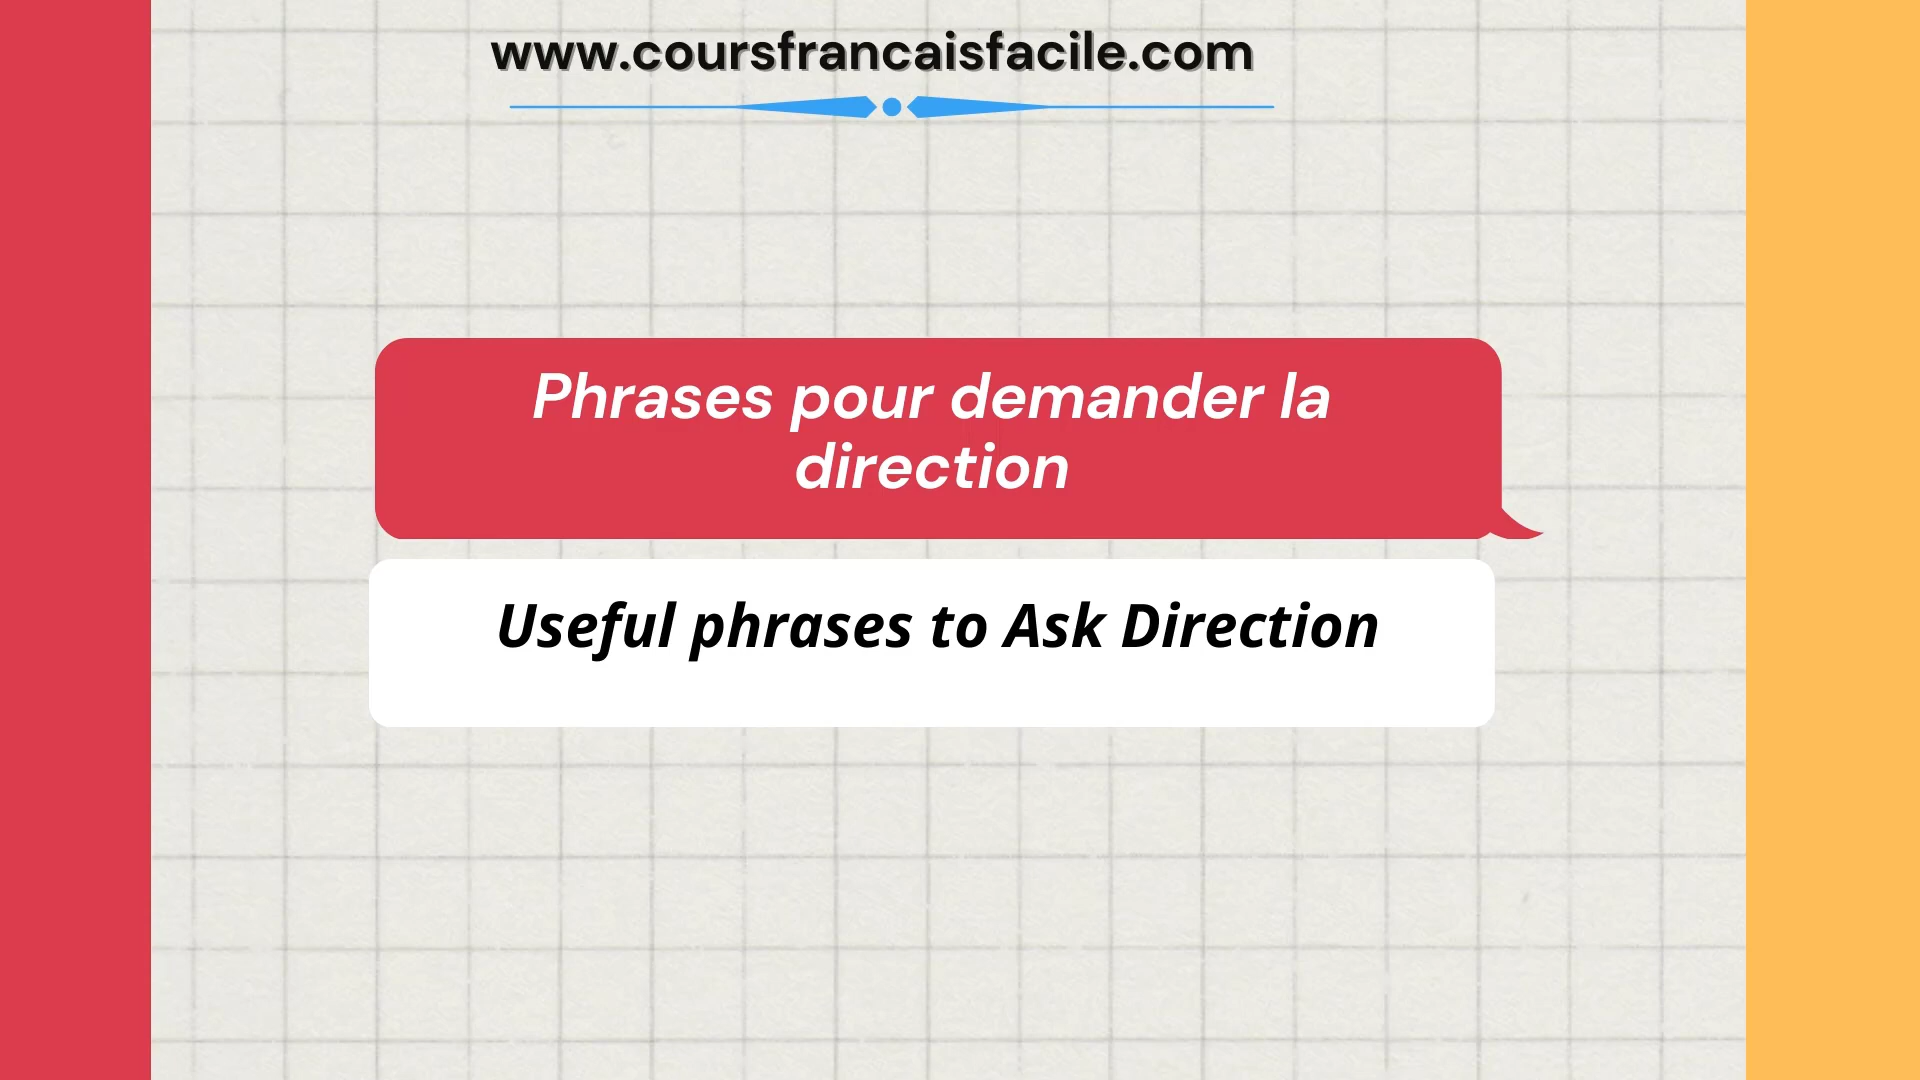 www.coursfrancaisfacile.com
Phrases pour demander la
direction
Useful phrases to Ask Direction